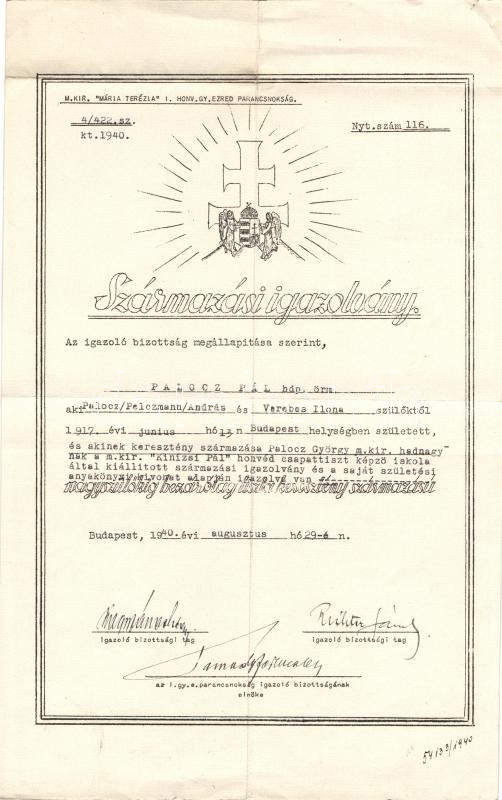 M.KIR. "MÁRIA TERÉZIA" I. HONV.GY.EZRED PARANCSNOKSÁG.
4/422.sz.
kt.1940.
Nyt.szám 116.
Származási igazolvány.
Az igazoló bizottság megállapitása szerint,
PALOCZ PÁL hdp. örm.
aki Palocz/Pelczmann/András és Verebes Ilona szülőktől
1917. évi junius hó 13 n Budapest helységben született,
és akinek keresztény származása Palocz György m.kir. hadnagy
nak a m.kir. "Kinizsi Pál" honvéd csapattiszt képző iskola
által kiállitott származási igazolvány és a saját születési
anyakönyvi kivonat alapján igazolva van
nagyszülőkig bezárólag tiszta keresztény származású
Budapest, 1940. évi augusztus hó 29-é n.
igazoló bizottsági tag
Richter János
igazoló bizottsági tag
az I.gy.e.parancsnokság igazoló bizottságának
elnöke